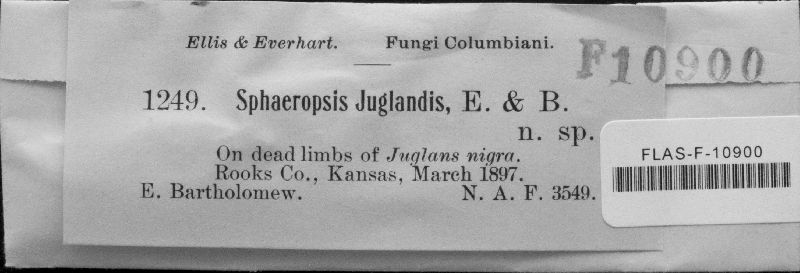 Ellis & Everhart. Fungi Columbiani.
F10900
1249. Sphaeropsis Juglandis, E. & B.
n. sp.
On dead limbs of Juglans nigra.
Rooks Co., Kansas, March 1897.
E. Bartholomew. N. A. F. 3549.
FLAS-F-10900